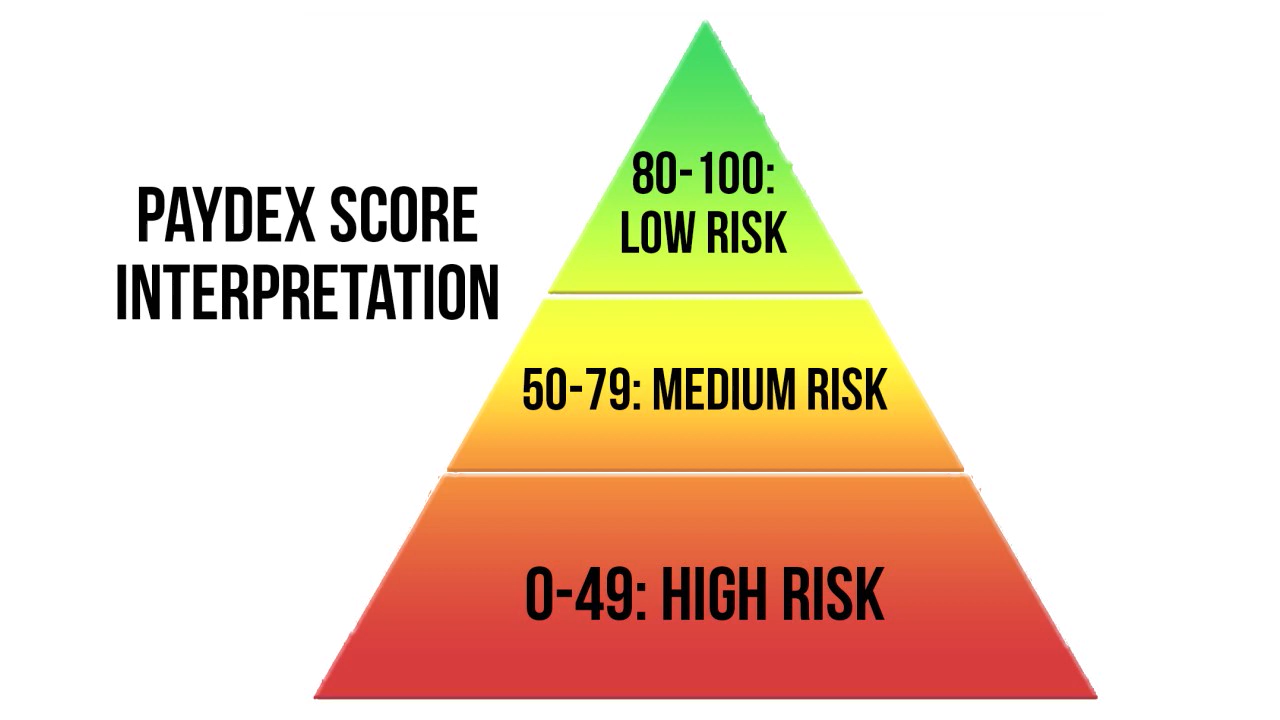 PAYDEX SCORE
INTERPRETATION
80-100:
LOW RISK
50-79: MEDIUM RISK
0-49: HIGH RISK